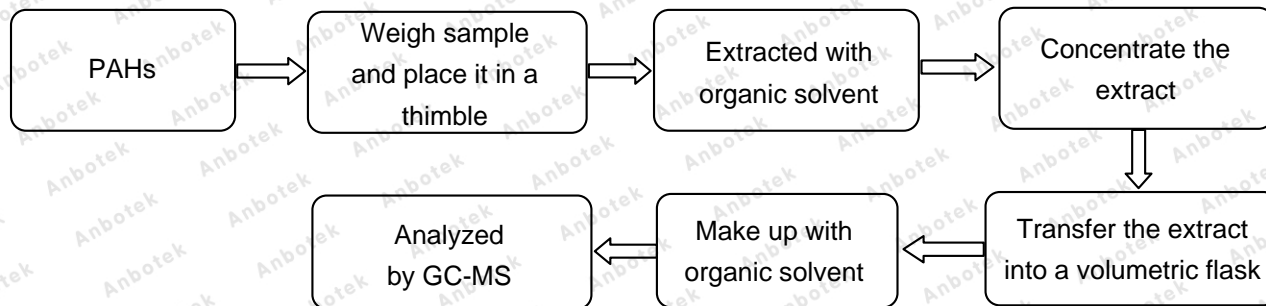 PAHs
Weigh sample
and place it in a
thimble
Extracted with
organic solvent
Concentrate the
extract
Transfer the extract
into a volumetric flask
Make up with
organic solvent
Analyzed
by GC-MS
Anbotek